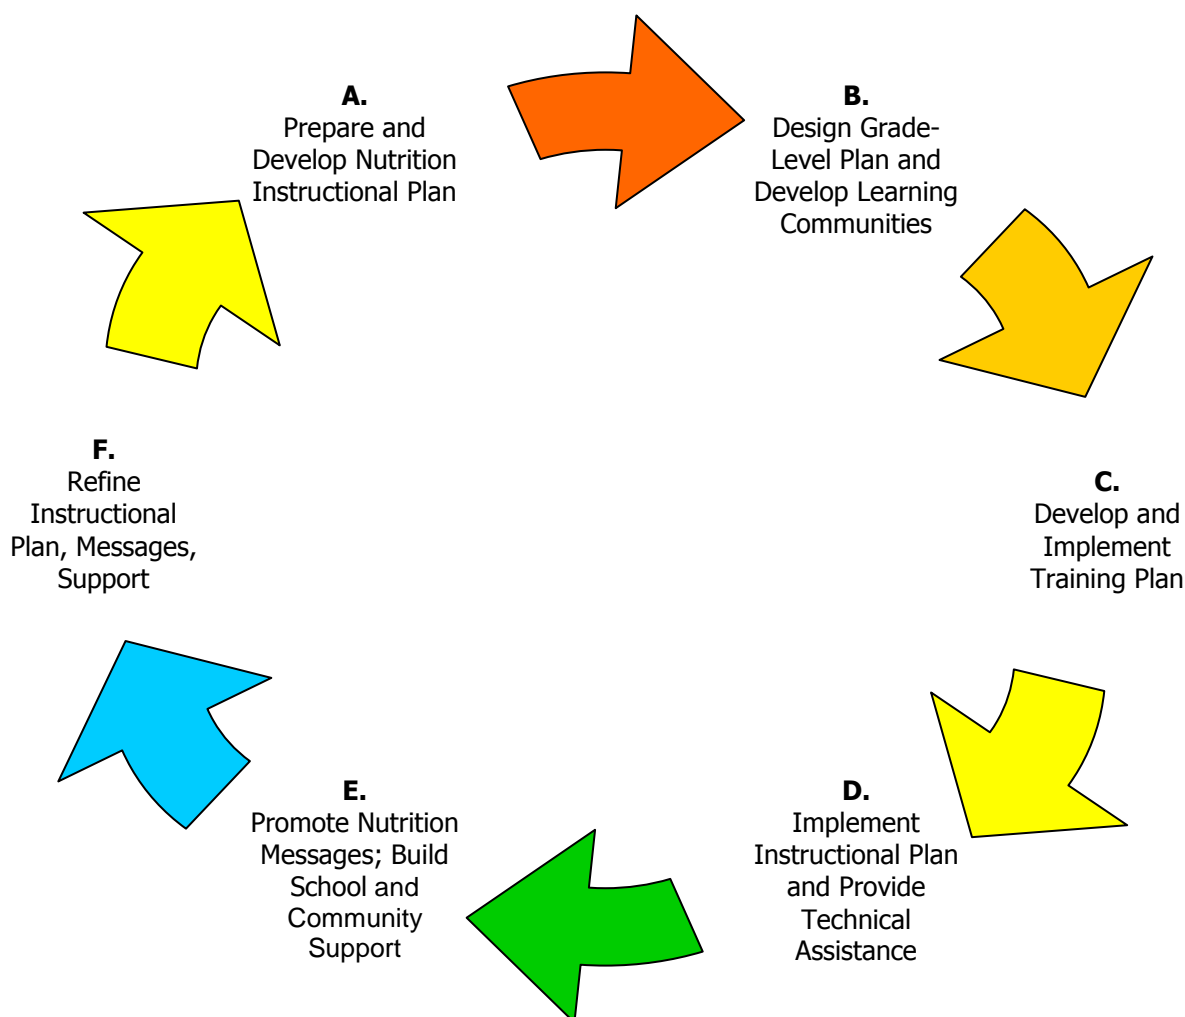 A.
Prepare and
Develop Nutrition
Instructional Plan
B.
Design Grade-
Level Plan and
Develop Learning
Communities
C.
Develop and
Implement
Training Plan
D.
Implement
Instructional Plan
and Provide
Technical
Assistance
E.
Promote Nutrition
Messages; Build
School and
Community
Support
F.
Refine
Instructional
Plan, Messages,
Support